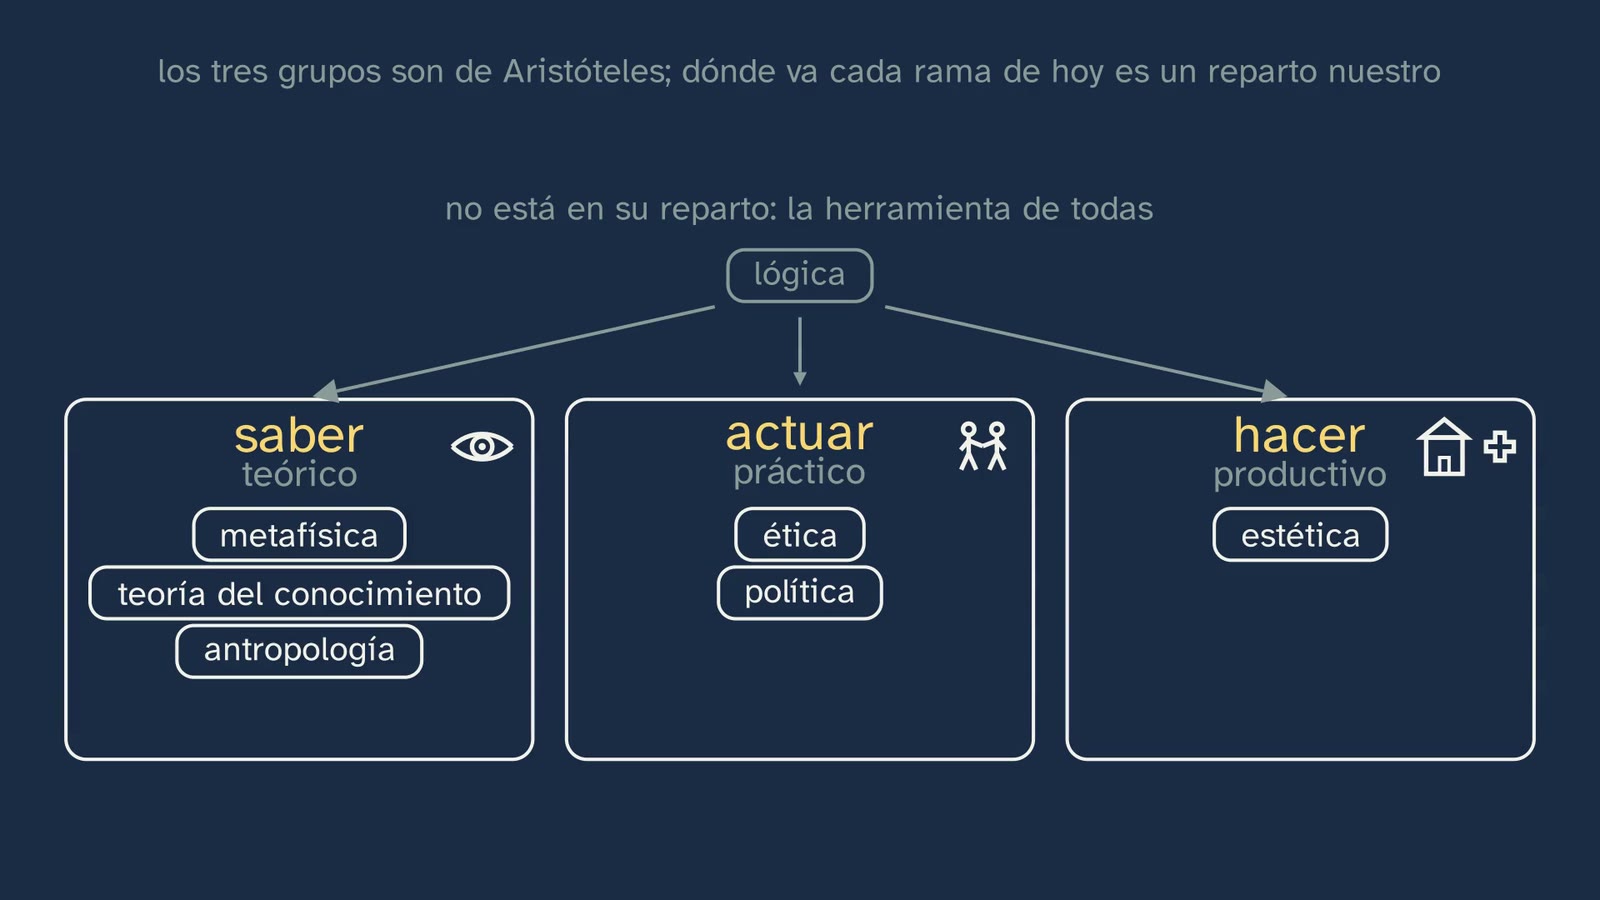 los tres grupos son de Aristóteles; dónde va cada rama de hoy es un reparto nuestro
no está en su reparto: la herramienta de todas
lógica
saber
teórico
metafísica
teoría del conocimiento
antropología
actuar
práctico
ética
política
hacer
productivo
estética